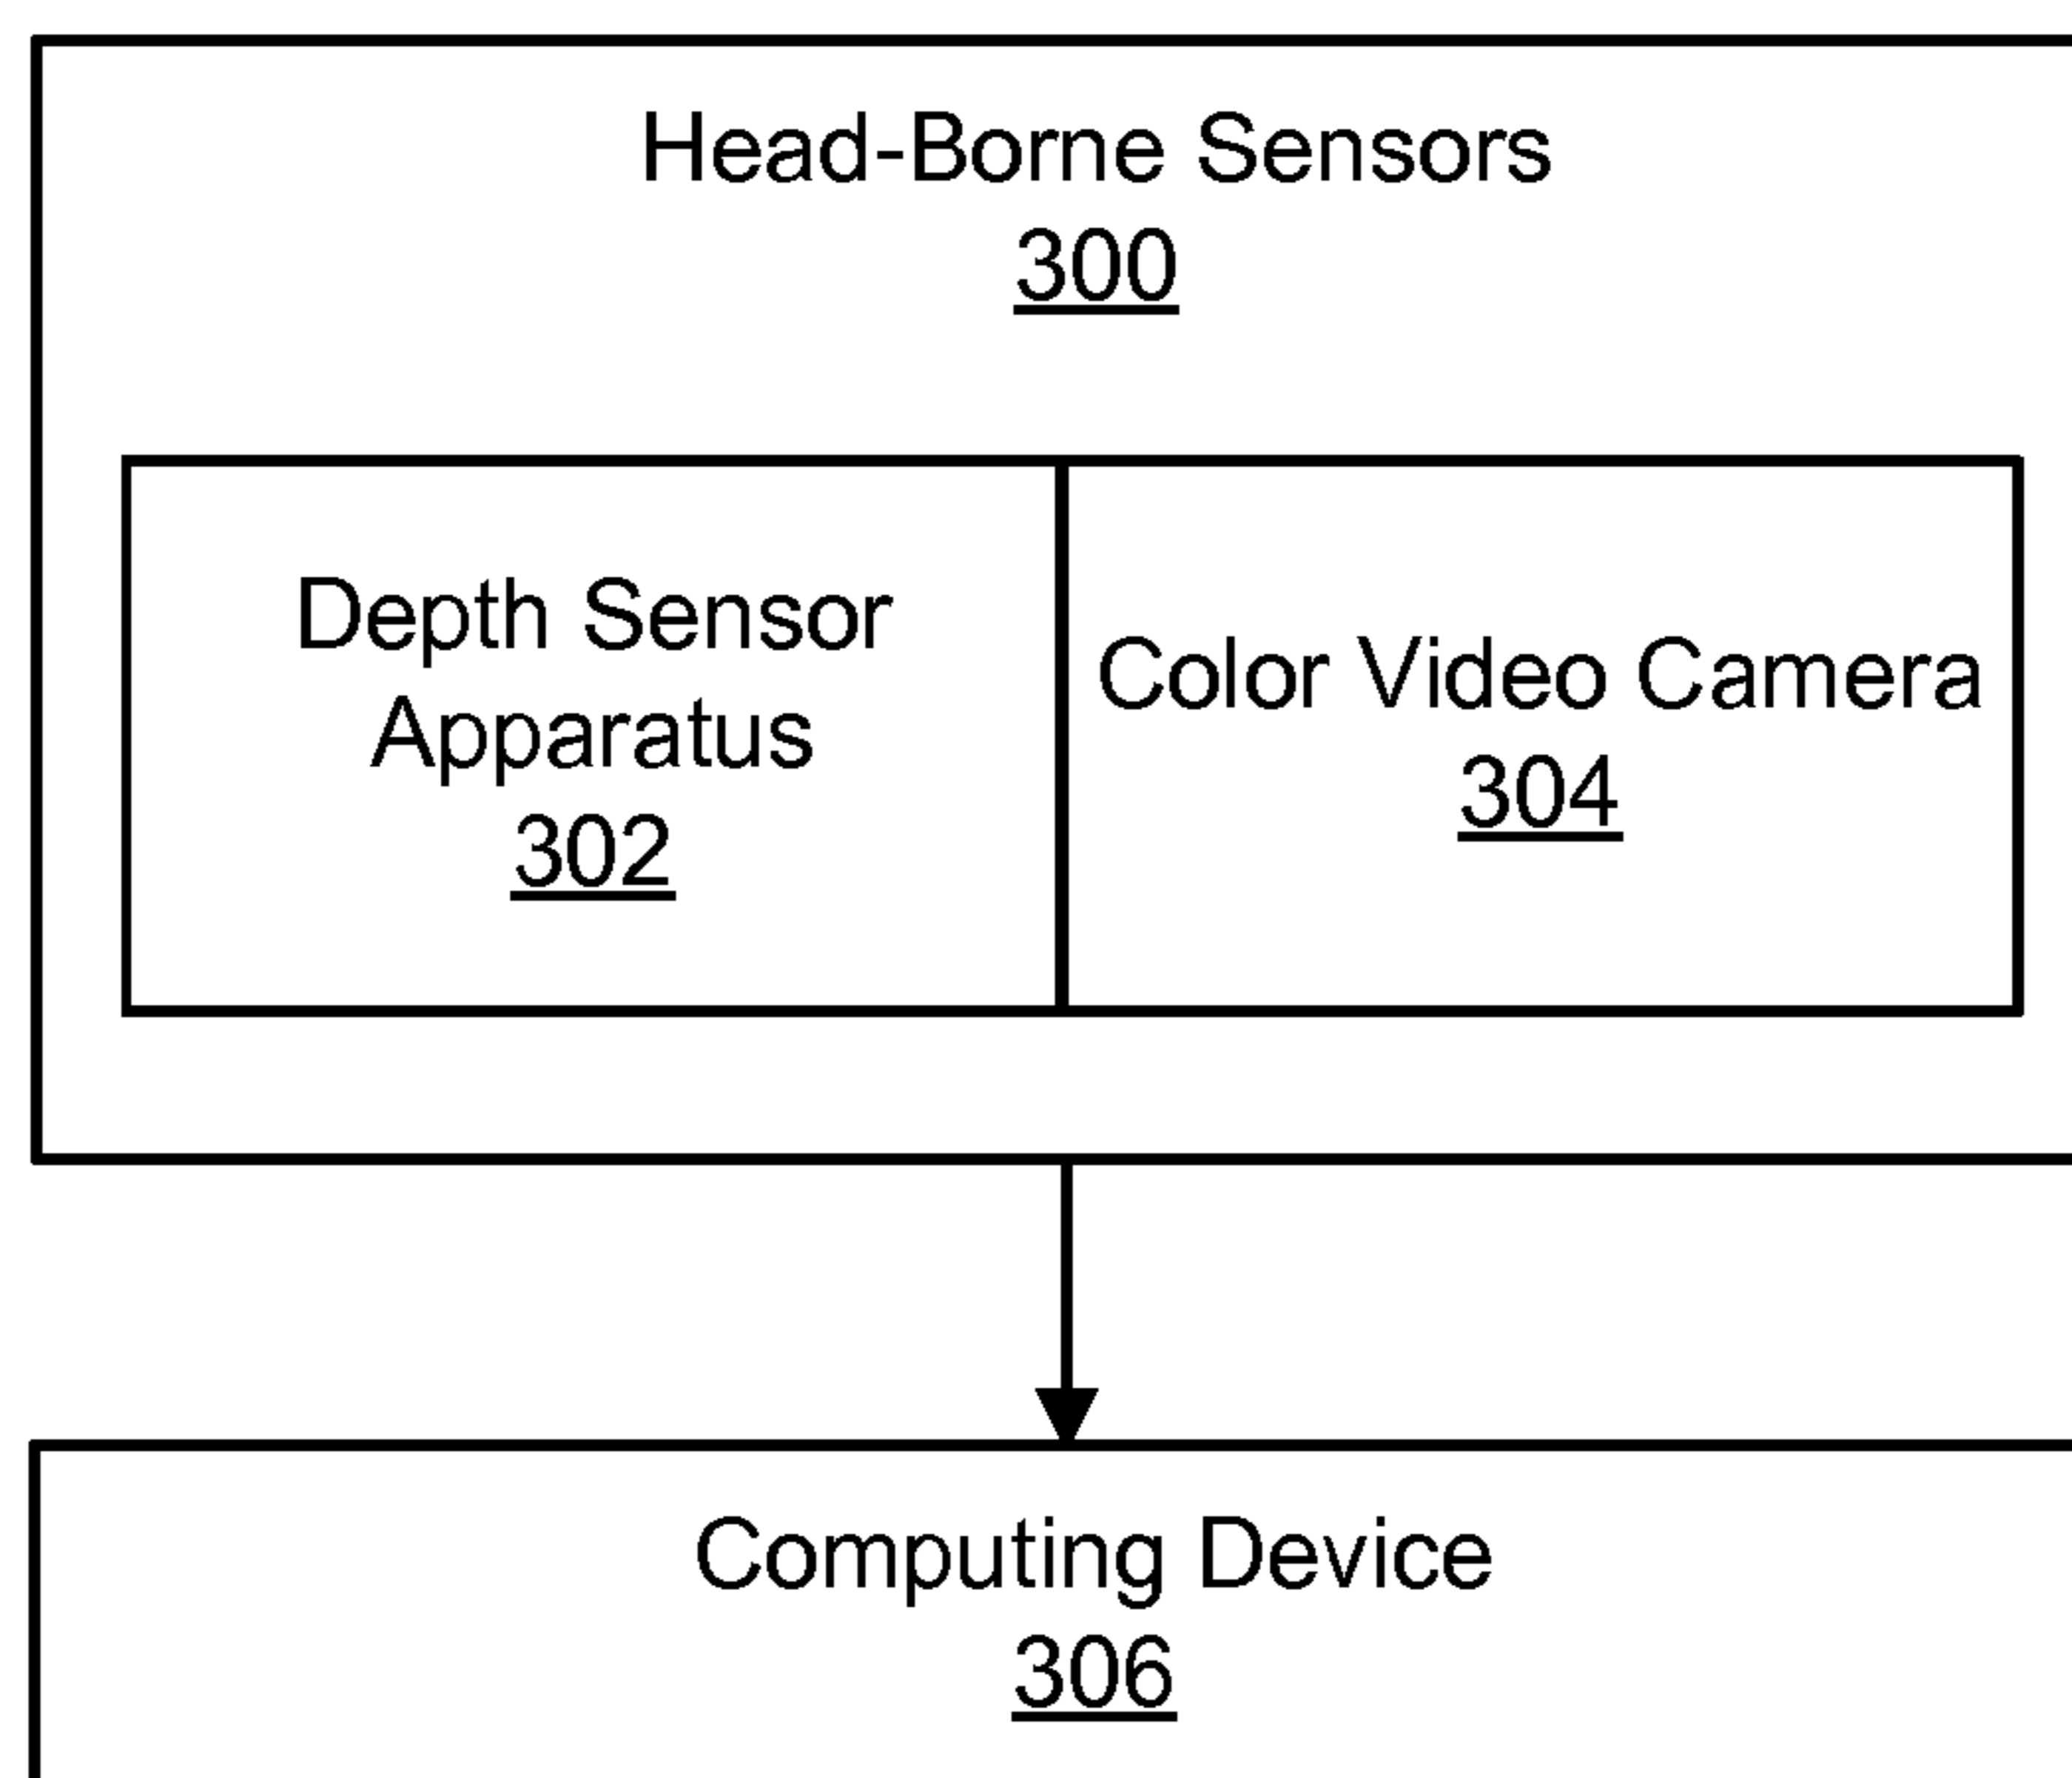 Head-Borne Sensors
300
Depth Sensor
Apparatus
302
Color Video Camera
304
Computing Device
306